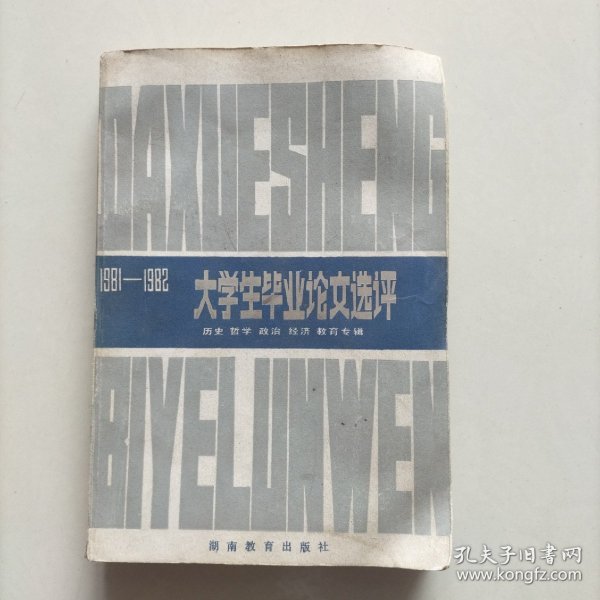 DAXUESHENG
1981—1982
大学生毕业论文选评
历史 哲学 政治 经济 教育专辑
BIYELUNWEN
湖南教育出版社
孔夫子旧书网
www.kongfz.com